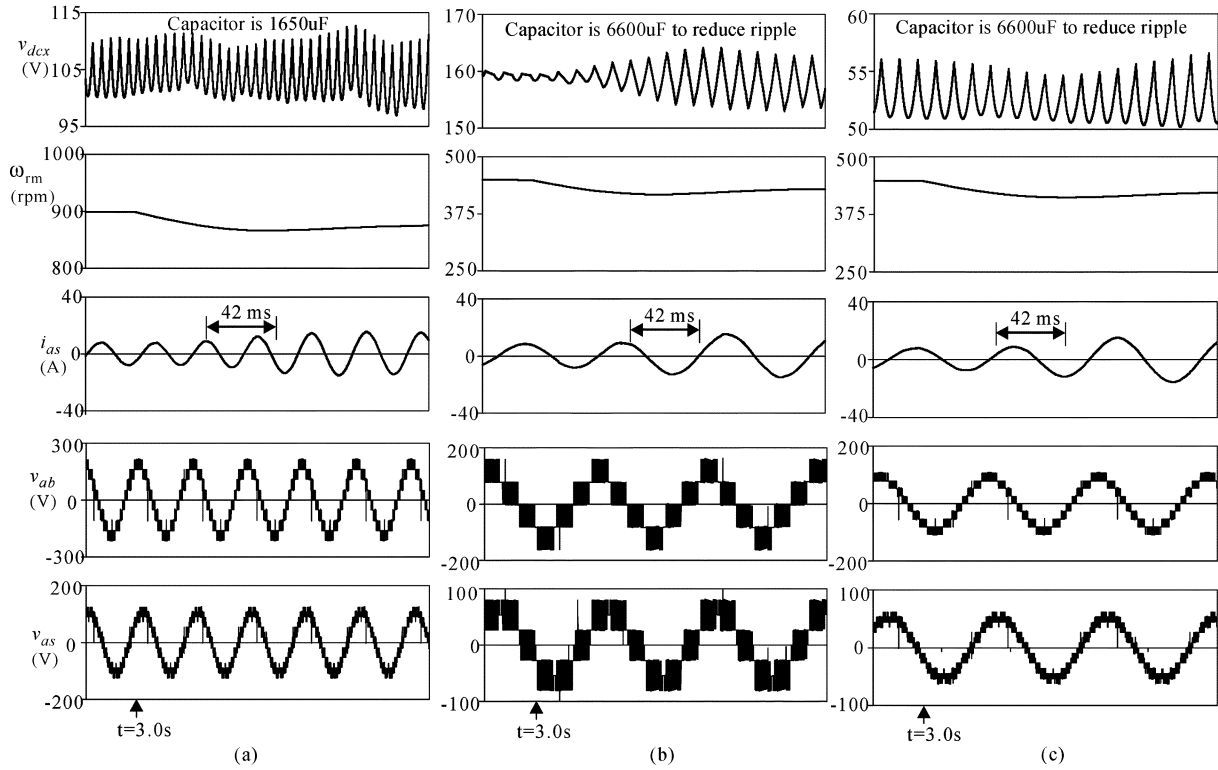 115
105
95
v_dcx
(V)
Capacitor is 1650uF
170
160
150
Capacitor is 6600uF to reduce ripple
60
55
50
Capacitor is 6600uF to reduce ripple
1000
900
800
ω_rm
(rpm)
500
375
250
500
375
250
40
0
-40
i_as
(A)
42 ms
40
0
-40
42 ms
40
0
-40
42 ms
300
0
-300
v_ab
(V)
200
0
-200
200
0
-200
200
0
-200
v_as
(V)
100
0
-100
100
0
-100
t=3.0s
t=3.0s
t=3.0s
(a)
(b)
(c)